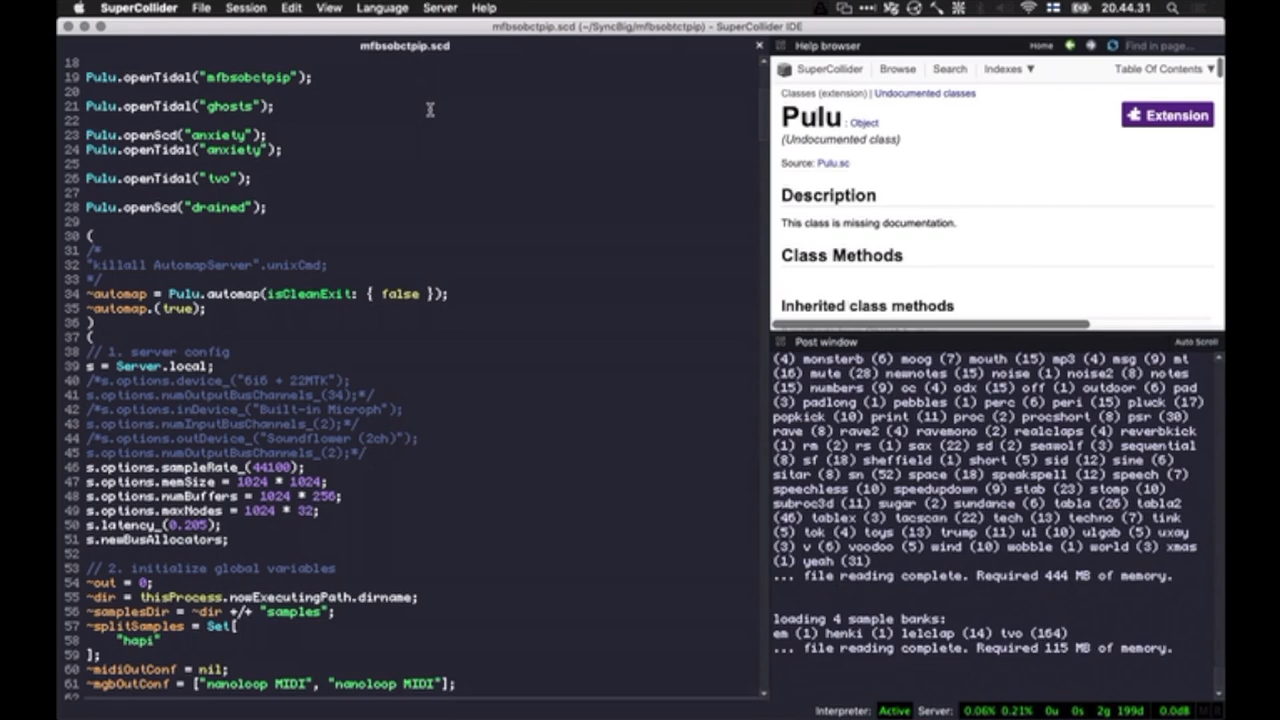 SuperCollider File Session Edit View Language Server Help 20.44.31
mfbsobctpip.scd (~/SyncBig/mfbsobtctpip) - SuperCollider IDE
mfbsobctpip.scd
18
19 Pulu.openTidal("mfbsobctpip");
20
21 Pulu.openTidal("ghosts");
22
23 Pulu.openScd("anxiety");
24 Pulu.openTidal("anxiety");
25
26 Pulu.openTidal("tvo");
27
28 Pulu.openScd("drained");
29
30 (
31 /*
32 "killall AutomapServer".unixCmd;
33 */
34 ~automap = Pulu.automap(isCleanExit: { false });
35 ~automap.(true);
36 )
37 (
38 // 1. server config
39 s = Server.local;
40 /*s.options.device_("6i6 + 22MTK");
41 s.options.numOutputBusChannels_(34);*/
42 /*s.options.inDevice_("Built-in Microph");
43 s.options.numInputBusChannels_(2);*/
44 /*s.options.outDevice_("Soundflower (2ch)");
45 s.options.numOutputBusChannels_(2);*/
46 s.options.sampleRate_(44100);
47 s.options.memSize = 1024 * 1024;
48 s.options.numBuffers = 1024 * 256;
49 s.options.maxNodes = 1024 * 32;
50 s.latency_(0.205);
51 s.newBusAllocators;
52
53 // 2. initialize global variables
54 ~out = 0;
55 ~dir = thisProcess.nowExecutingPath.dirname;
56 ~samplesDir = ~dir +/+ "samples";
57 ~splitSamples = Set[
58 "hapi"
59 ];
60 ~midiOutConf = nil;
61 ~mgbOutConf = ["nanoloop MIDI", "nanoloop MIDI"];
Help browser Home Find in page...
SuperCollider Browse Search Indexes ▼ Table Of Contents ▼
Classes (extension) | Undocumented classes
Pulu : Object
Extension
(Undocumented class)
Source: Pulu.sc
Description
This class is missing documentation.
Class Methods
Inherited class methods
Post window Auto Scroll
(4) monsterb (6) moog (7) mouth (15) mp3 (4) msg (9) mt
(16) mute (28) newnotes (15) noise (1) noise2 (8) notes
(15) numbers (9) oc (4) odx (15) off (1) outdoor (6) pad
(3) padlong (1) pebbles (1) perc (6) peri (15) pluck (17)
popkick (10) print (11) proc (2) procshort (8) psr (30)
rave (8) rave2 (4) ravemono (2) realclaps (4) reverbkick
(1) rm (2) rs (1) sax (22) sd (2) seawolf (3) sequential
(8) sf (18) sheffield (1) short (5) sid (12) sine (6)
sitar (8) sn (52) space (18) speakspell (12) speech (7)
speechless (10) speedupdown (9) stab (23) stomp (10)
subroc3d (11) sugar (2) sundance (6) tabla (26) tabla2
(46) tablex (3) tacscan (22) tech (13) techno (7) tink
(5) tok (4) toys (13) trump (11) ul (10) ulgab (5) uxay
(3) v (6) voodoo (5) wind (10) wobble (1) world (3) xmas
(1) yeah (31)
... file reading complete. Required 444 MB of memory.
loading 4 sample banks:
em (1) henki (1) lelclap (14) tvo (164)
... file reading complete. Required 115 MB of memory.
Interpreter: Active Server: 0.06% 0.21% 0u 0s 2g 199d 0.0dB